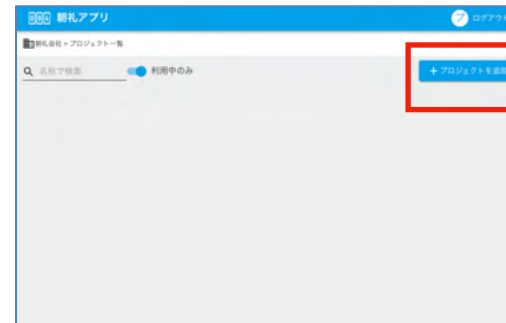 朝礼アプリ
プ ログアウ
朝礼会社 > プロジェクト一覧
名称で検索 利用中のみ
+ プロジェクトを追加